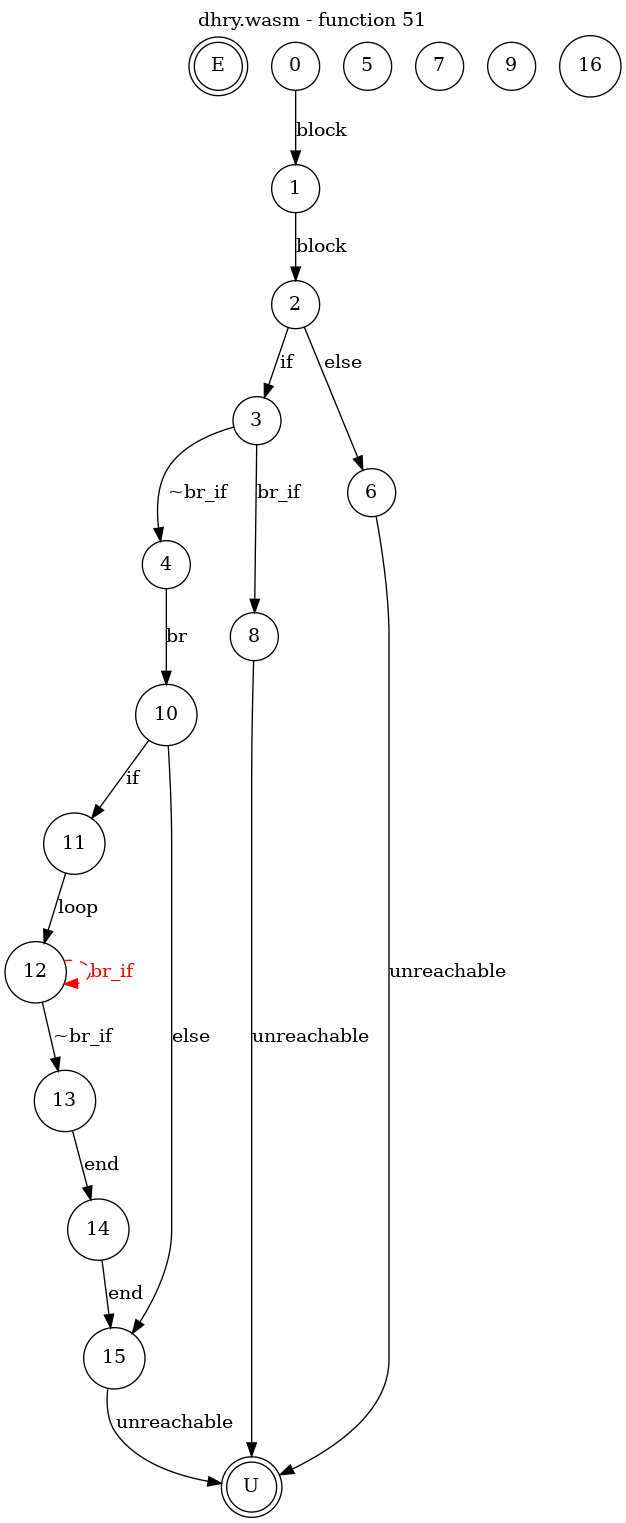 dhry.wasm - function 51
E 0 5 7 9 16
block
1
block
2
if else
3
~br_if br_if 6
4
br 8
10
if
11
loop
12 br_if unreachable
~br_if else unreachable
13
end
14
end
15
unreachable
U